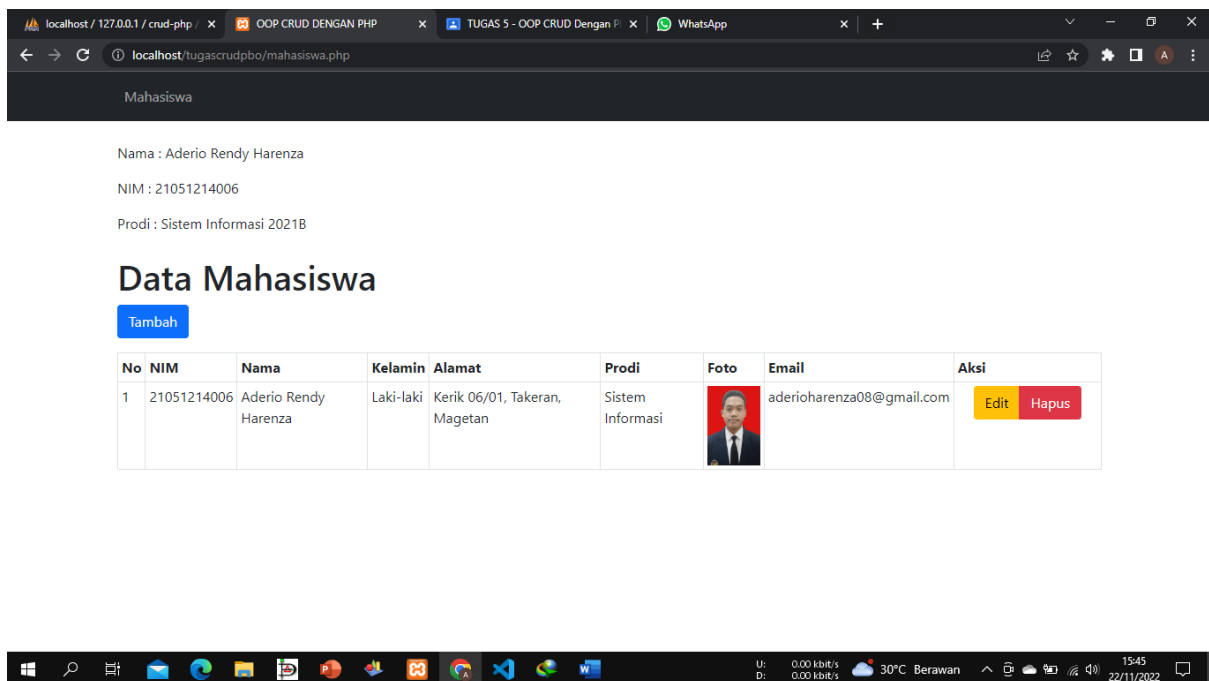 localhost / 127.0.0.1 / crud-php /
OOP CRUD DENGAN PHP
TUGAS 5 - OOP CRUD Dengan P
WhatsApp
localhost/tugascrudpbo/mahasiswa.php
A
Mahasiswa
Nama : Aderio Rendy Harenza
NIM : 21051214006
Prodi : Sistem Informasi 2021B
Data Mahasiswa
Tambah
No NIM Nama Kelamin Alamat Prodi Foto Email Aksi
1 21051214006 Aderio Rendy Laki-laki Kerik 06/01, Takeran, Sistem aderioharenza08@gmail.com Edit Hapus
Harenza Magetan Informasi
U: 0.00 kbit/s
D: 0.00 kbit/s
30°C Berawan
15:45
22/11/2022